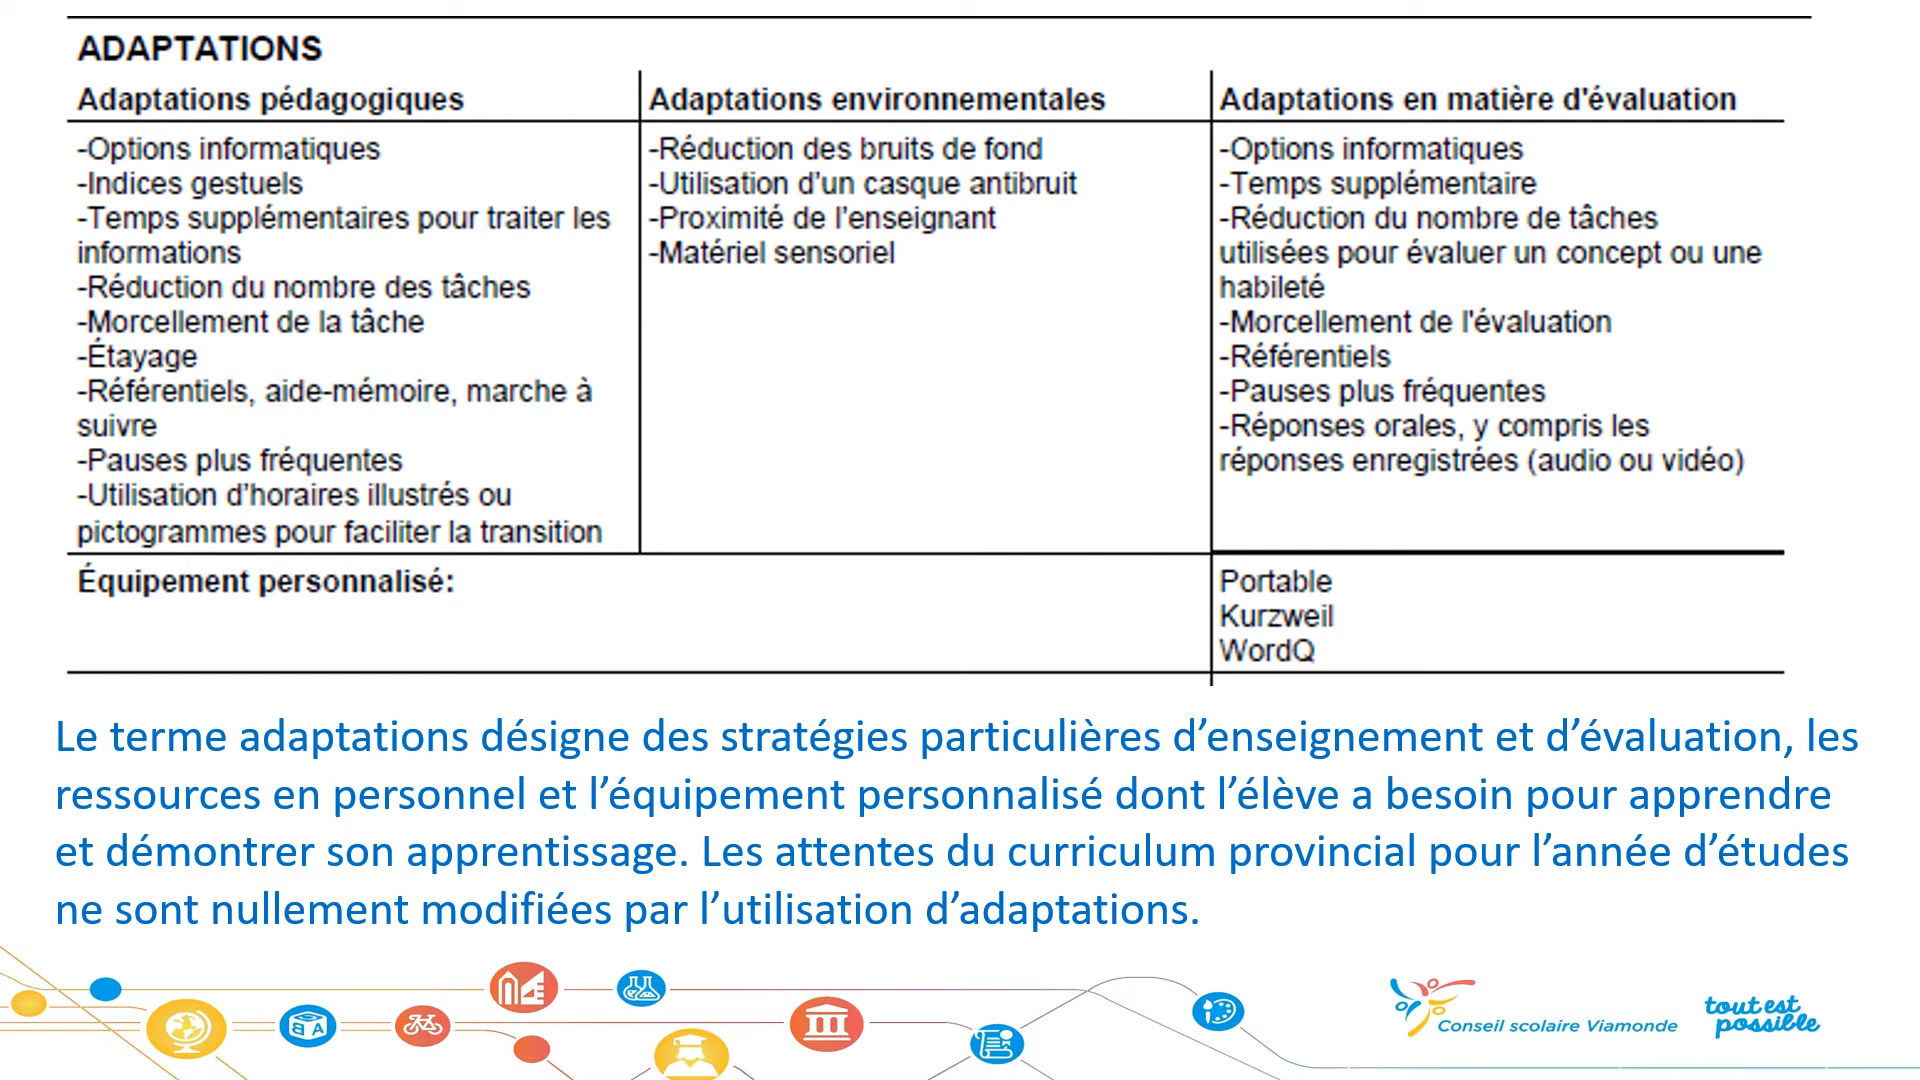 ADAPTATIONS
Adaptations pédagogiques
-Options informatiques
-Indices gestuels
-Temps supplémentaires pour traiter les
informations
-Réduction du nombre des tâches
-Morcellement de la tâche
-Étayage
-Référentiels, aide-mémoire, marche à
suivre
-Pauses plus fréquentes
-Utilisation d'horaires illustrés ou
pictogrammes pour faciliter la transition
Adaptations environnementales
-Réduction des bruits de fond
-Utilisation d'un casque antibruit
-Proximité de l'enseignant
-Matériel sensoriel
Adaptations en matière d'évaluation
-Options informatiques
-Temps supplémentaire
-Réduction du nombre de tâches
utilisées pour évaluer un concept ou une
habileté
-Morcellement de l'évaluation
-Référentiels
-Pauses plus fréquentes
-Réponses orales, y compris les
réponses enregistrées (audio ou vidéo)
Équipement personnalisé:
Portable
Kurzweil
WordQ
Le terme adaptations désigne des stratégies particulières d’enseignement et d’évaluation, les
ressources en personnel et l’équipement personnalisé dont l’élève a besoin pour apprendre
et démontrer son apprentissage. Les attentes du curriculum provincial pour l’année d’études
ne sont nullement modifiées par l’utilisation d’adaptations.
B A
Conseil scolaire Viamonde
tout est
possible